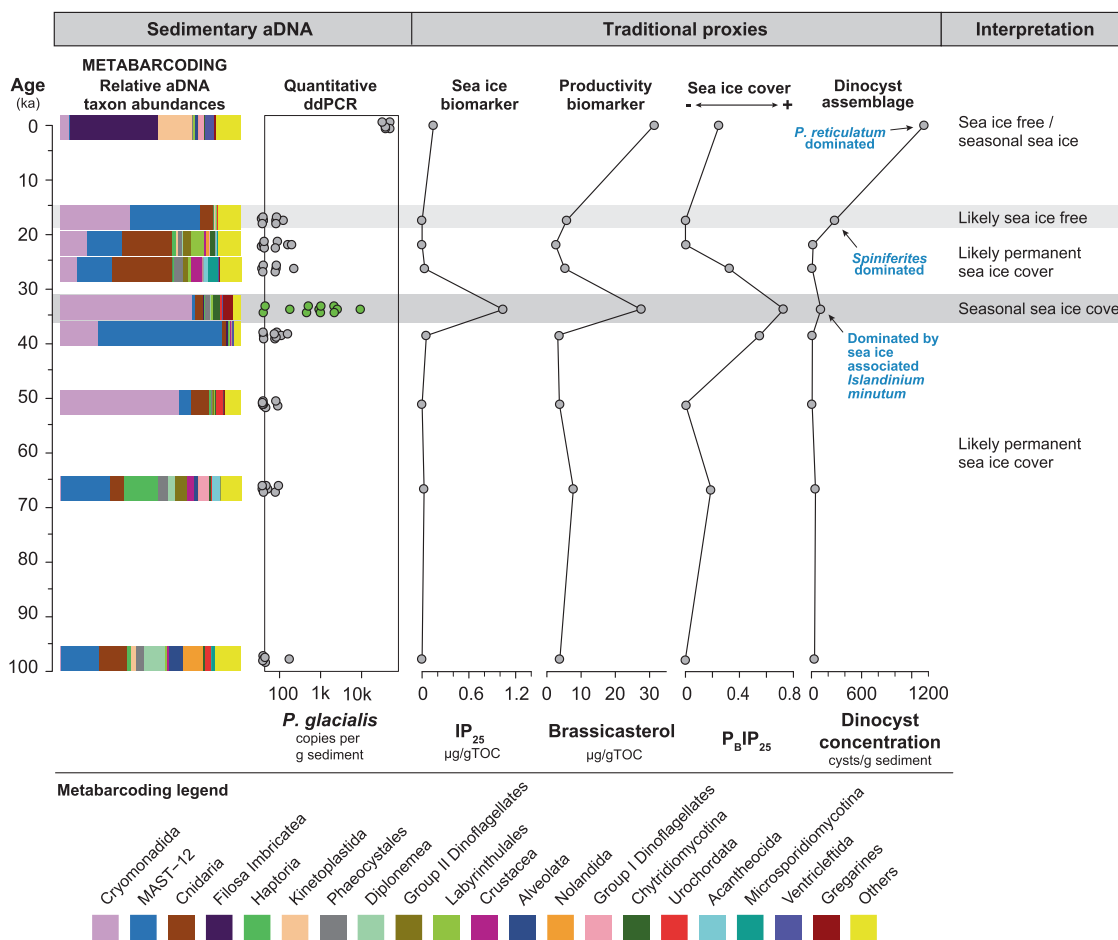 Sedimentary aDNA
Traditional proxies
Interpretation
METABARCODING
Relative aDNA
taxon abundances
Age
(ka)
Quantitative
ddPCR
Sea ice
biomarker
Productivity
biomarker
Sea ice cover
- +
Dinocyst
assemblage
0
10
20
30
40
50
60
70
80
90
100
P. reticulatum
dominated
Spiniferites
dominated
Dominated by
sea ice
associated
Islandinium
minutum
Sea ice free /
seasonal sea ice
Likely sea ice free
Likely permanent
sea ice cover
Seasonal sea ice cove
Likely permanent
sea ice cover
100 1k 10k
P. glacialis
copies per
g sediment
0 0.6 1.2
IP25
µg/gTOC
0 15 30
Brassicasterol
µg/gTOC
0 0.4 0.8
PBIP25
0 600 1200
Dinocyst
concentration
cysts/g sediment
Metabarcoding legend
Cryomonadida
MAST−12
Cnidaria
Filosa Imbricatea
Haptoria
Kinetoplastida
Phaeocystales
Diplonemea
Group II Dinoflagellates
Labyrinthules
Crustacea
Alveolata
Nolandida
Group I Dinoflagellates
Chytridiomycotina
Urochordata
Acantheocida
Microsporidiomycotina
Ventricleftida
Gregarines
Others